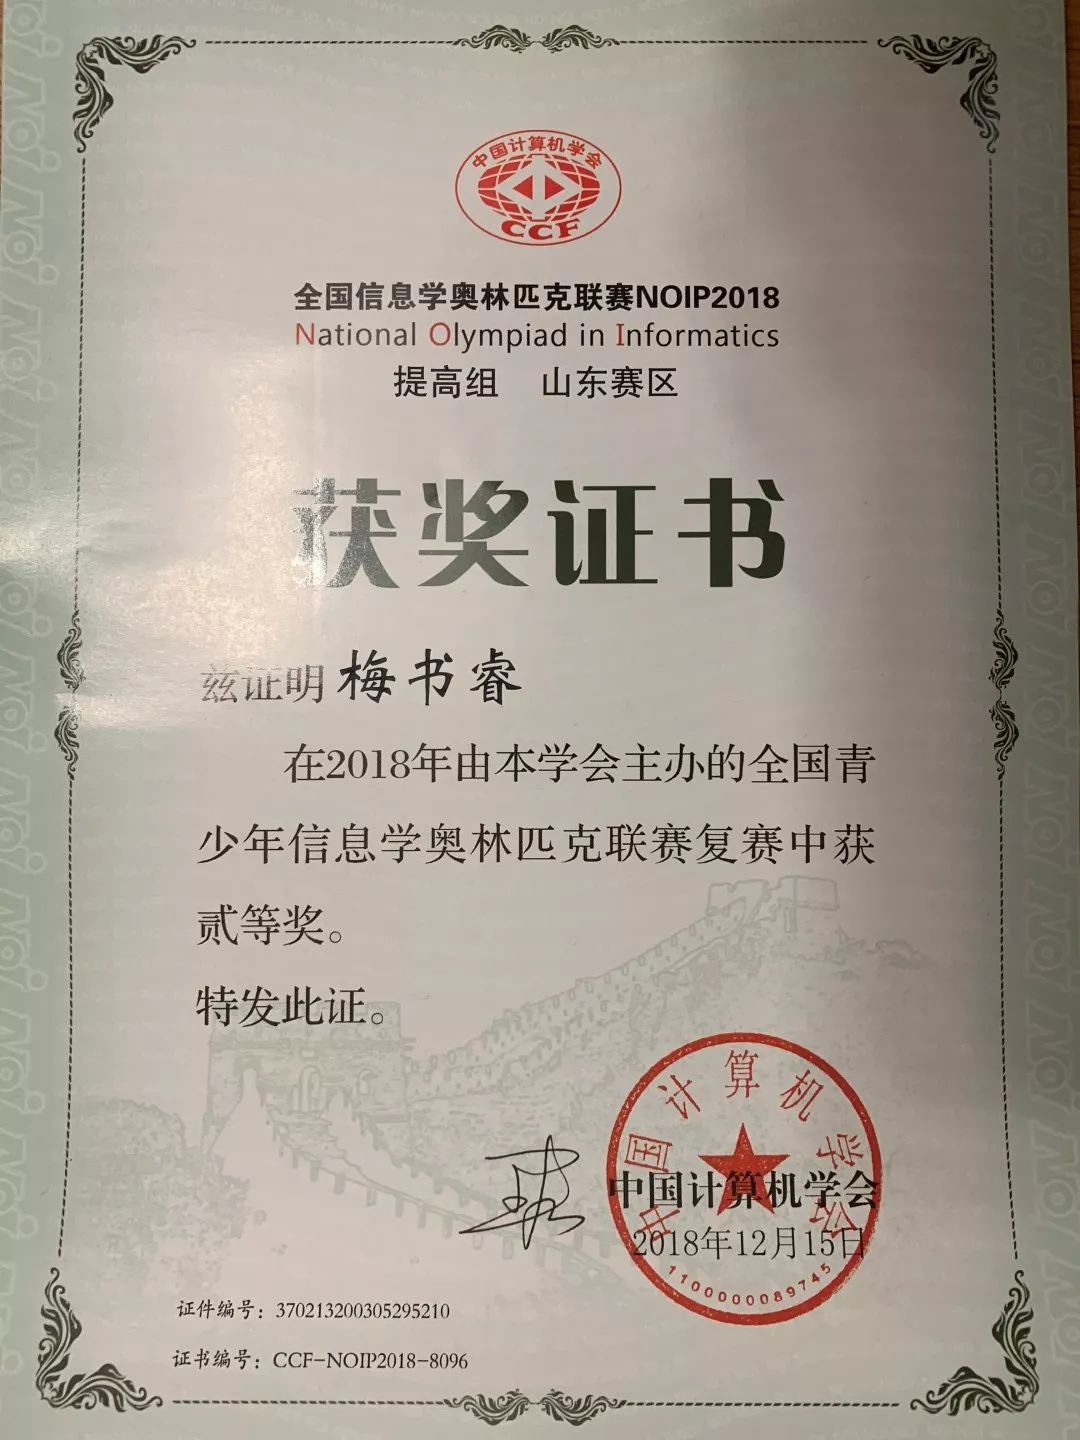 中国计算机学会
CCF
全国信息学奥林匹克联赛NOIP2018
National Olympiad in Informatics
提高组 山东赛区
获奖证书
兹证明 梅书睿
在2018年由本学会主办的全国青
少年信息学奥林匹克联赛复赛中获
贰等奖。
特发此证。
中国计算机学会
中国计算机学会
2018年12月15日
1100000089745
证件编号：370213200305295210
证书编号：CCF-NOIP2018-8096